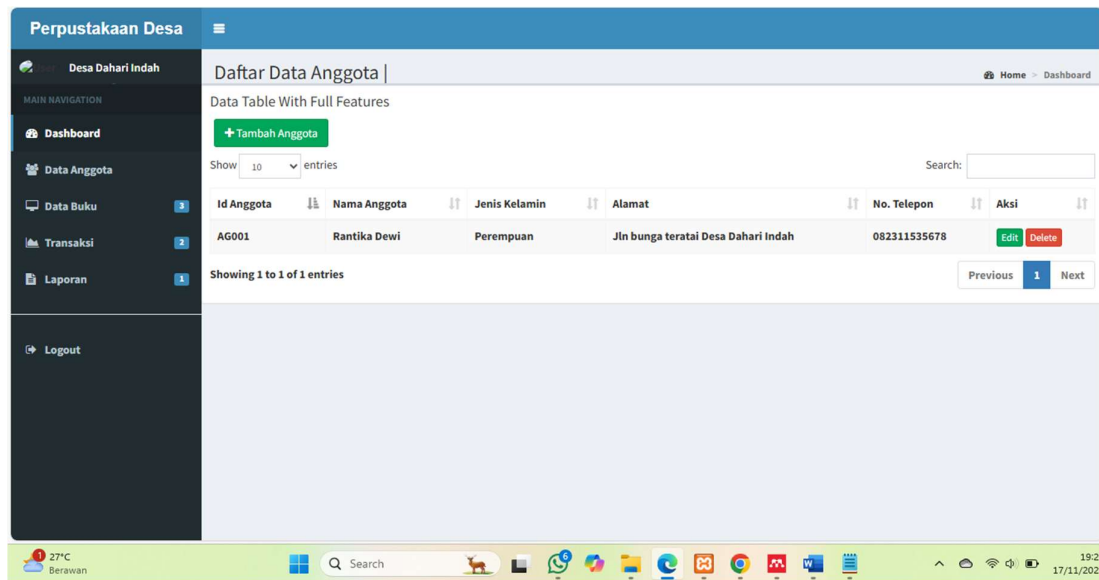 Perpustakaan Desa
Desa Dahari Indah
MAIN NAVIGATION
Dashboard
Data Anggota
Data Buku 3
Transaksi 2
Laporan 1
Logout
Daftar Data Anggota |
Home > Dashboard
Data Table With Full Features
+ Tambah Anggota
Show 10 entries
Search:
Id Anggota Nama Anggota Jenis Kelamin Alamat No. Telepon Aksi
AG001 Rantika Dewi Perempuan Jln bunga teratai Desa Dahari Indah 082311535678 Edit Delete
Showing 1 to 1 of 1 entries
Previous 1 Next
1 27°C
Berawan
Search
6
19:2
17/11/202